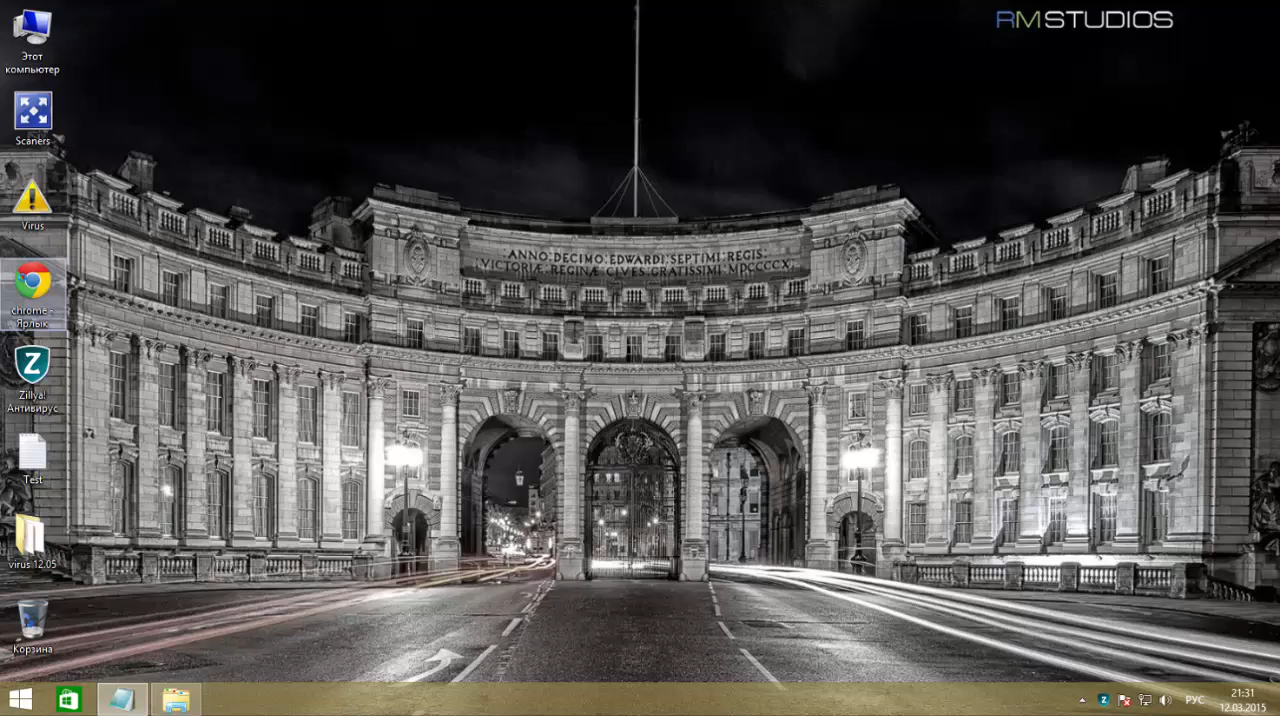 RMSTUDIOS
Этот
компьютер
Scaners
Virus
chrome -
Ярлык
Zillya!
Антивирус
Test
virus 12.05
Корзина
·ANNO·DECIMO·EDWARDI·SEPTIMI·REGIS·
·VICTORIÆ·REGINÆ·CIVES·GRATISSIMI·MDCCCCX·
РУС
21:31
12.03.2015